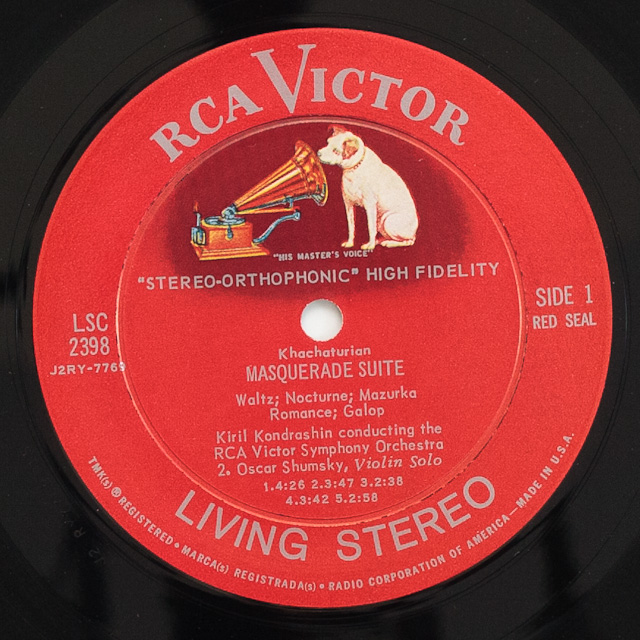 RCA VICTOR
"HIS MASTER'S VOICE"
"STEREO-ORTHOPHONIC" HIGH FIDELITY
LSC
2398
J2RY-7769
SIDE 1
RED SEAL
Khachaturian
MASQUERADE SUITE
Waltz; Nocturne; Mazurka
Romance; Galop
Kiril Kondrashin conducting the
RCA Victor Symphony Orchestra
2. Oscar Shumsky, Violin Solo
1.4:26 2.3:47 3.2:38
4.3:42 5.2:58
LIVING STEREO
TMK(s) ® REGISTERED • MARCA(s) REGISTRADA(s) • RADIO CORPORATION OF AMERICA—MADE IN U.S.A.